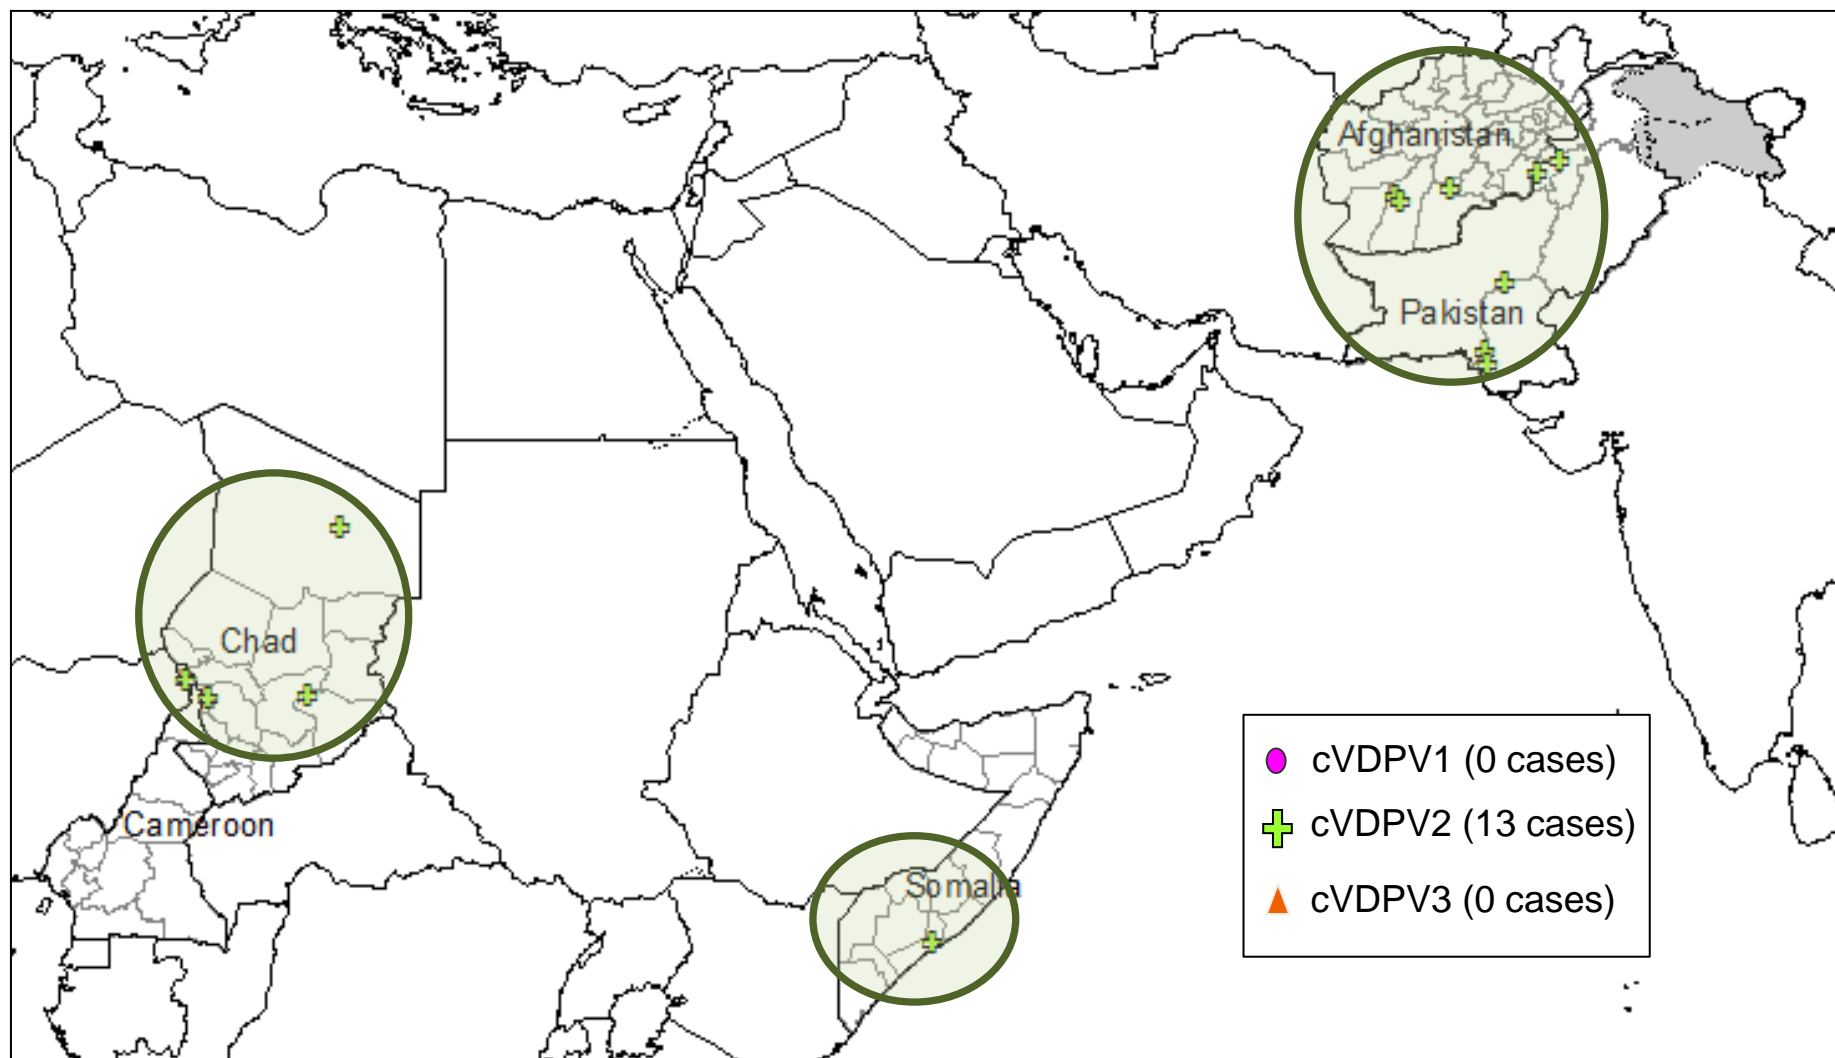 Afghanistan
Pakistan
Chad
Cameroon
Somalia
cVDPV1 (0 cases)
cVDPV2 (13 cases)
cVDPV3 (0 cases)